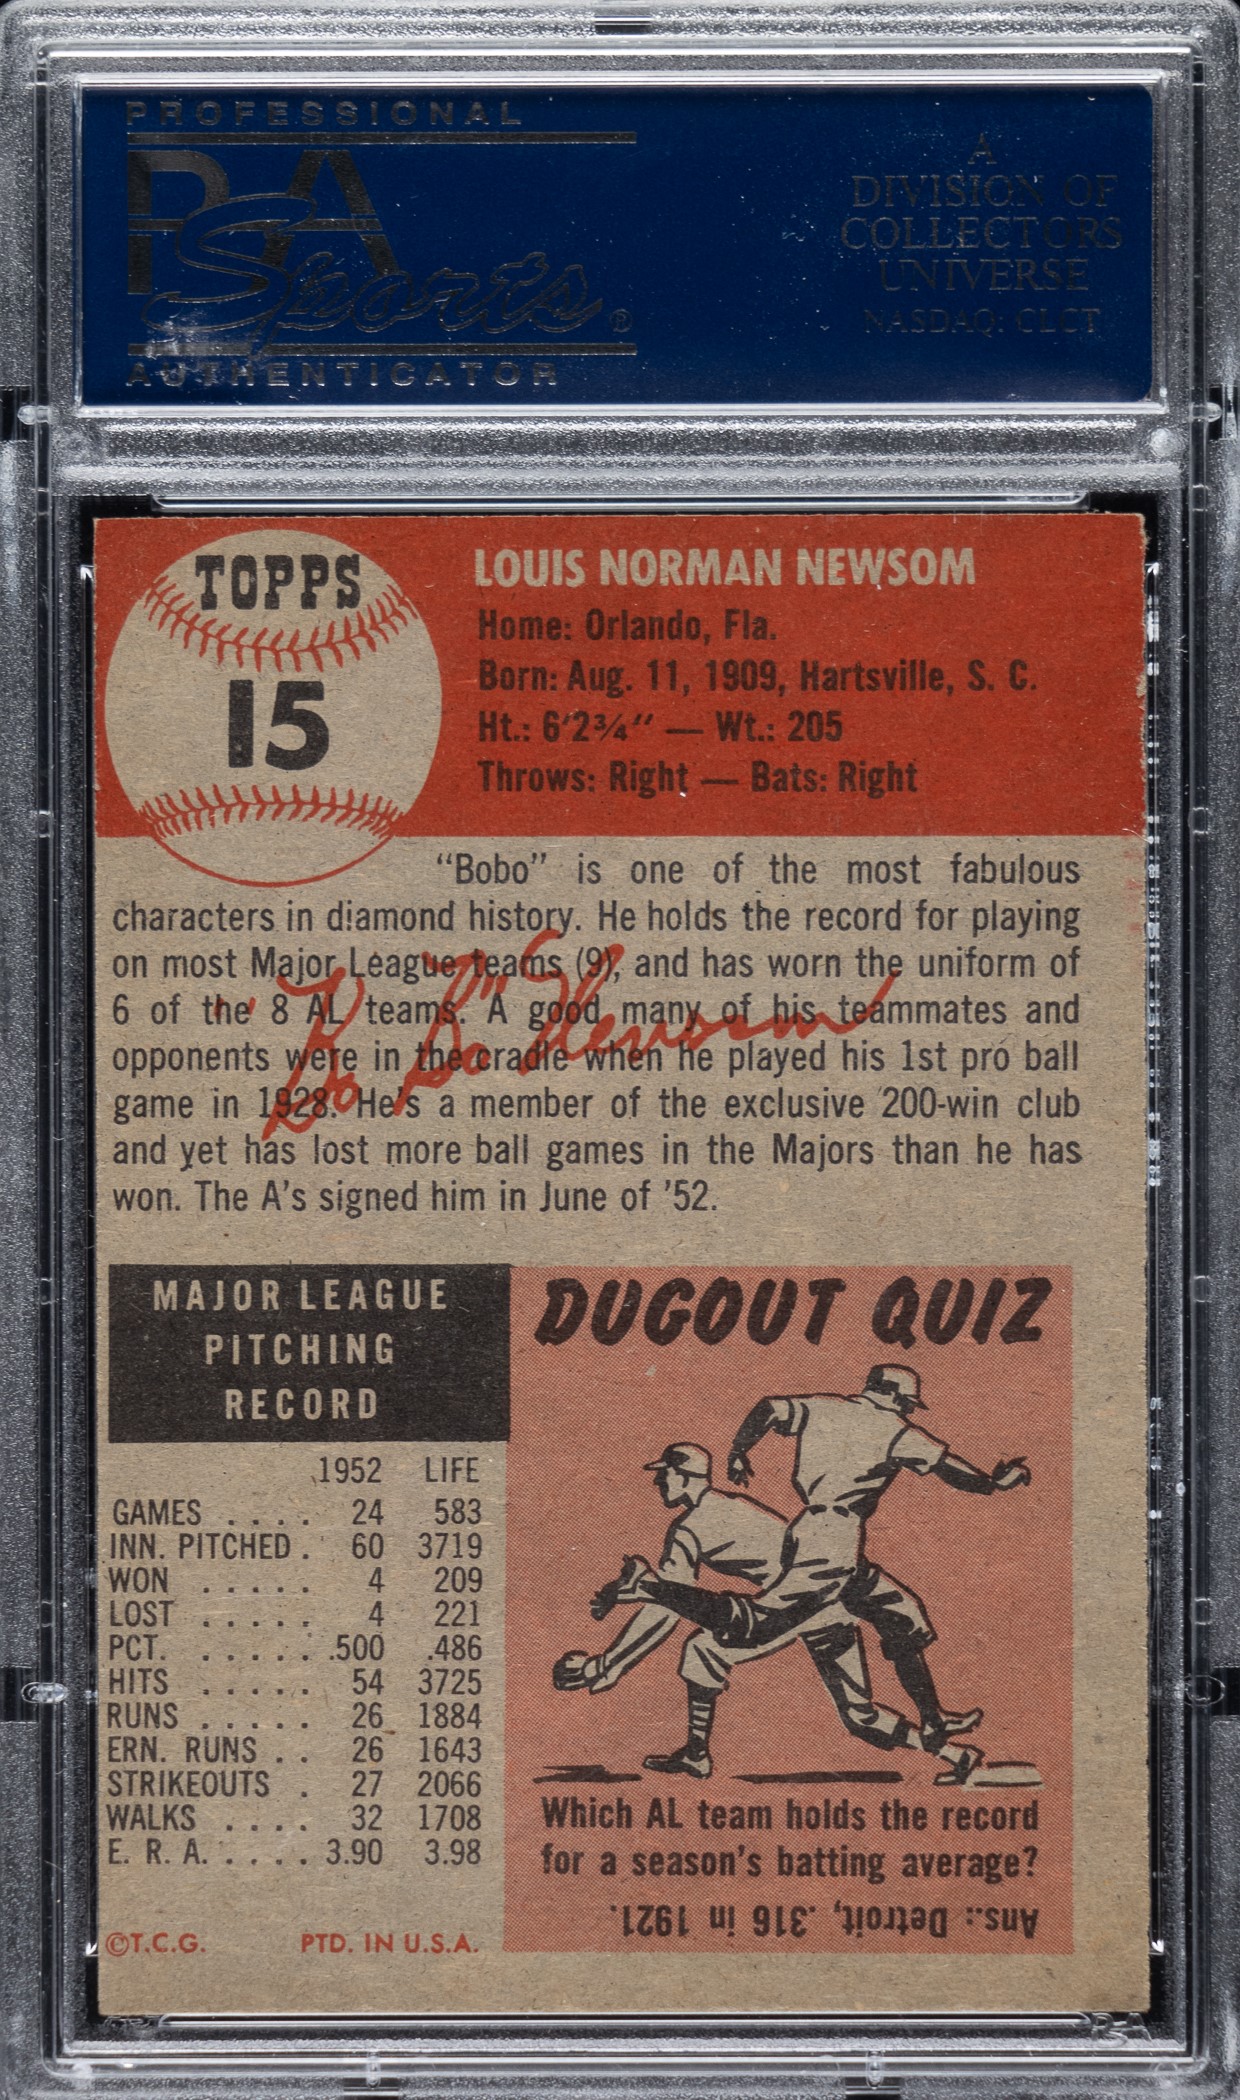 PROFESSIONAL
PSA
Sports®
AUTHENTICATOR
A
DIVISION OF
COLLECTORS
UNIVERSE
NASDAQ: CLCT
TOPPS
15
LOUIS NORMAN NEWSOM
Home: Orlando, Fla.
Born: Aug. 11, 1909, Hartsville, S. C.
Ht.: 6'2¾" — Wt.: 205
Throws: Right — Bats: Right
"Bobo" is one of the most fabulous
characters in diamond history. He holds the record for playing
on most Major League teams (9), and has worn the uniform of
6 of the 8 AL teams. A good many of his teammates and
opponents were in the cradle when he played his 1st pro ball
game in 1928. He's a member of the exclusive 200-win club
and yet has lost more ball games in the Majors than he has
won. The A's signed him in June of '52.
"Bo Bo" Newsom
MAJOR LEAGUE
PITCHING
RECORD
1952 LIFE
GAMES .... 24 583
INN. PITCHED . 60 3719
WON ..... 4 209
LOST ..... 4 221
PCT. ..... .500 .486
HITS ..... 54 3725
RUNS ..... 26 1884
ERN. RUNS .. 26 1643
STRIKEOUTS . 27 2066
WALKS .... 32 1708
E. R. A. .... 3.90 3.98
©T.C.G. PTD. IN U.S.A.
DUGOUT QUIZ
Which AL team holds the record
for a season's batting average?
Ans.: Detroit, .316 in 1921.
PSA